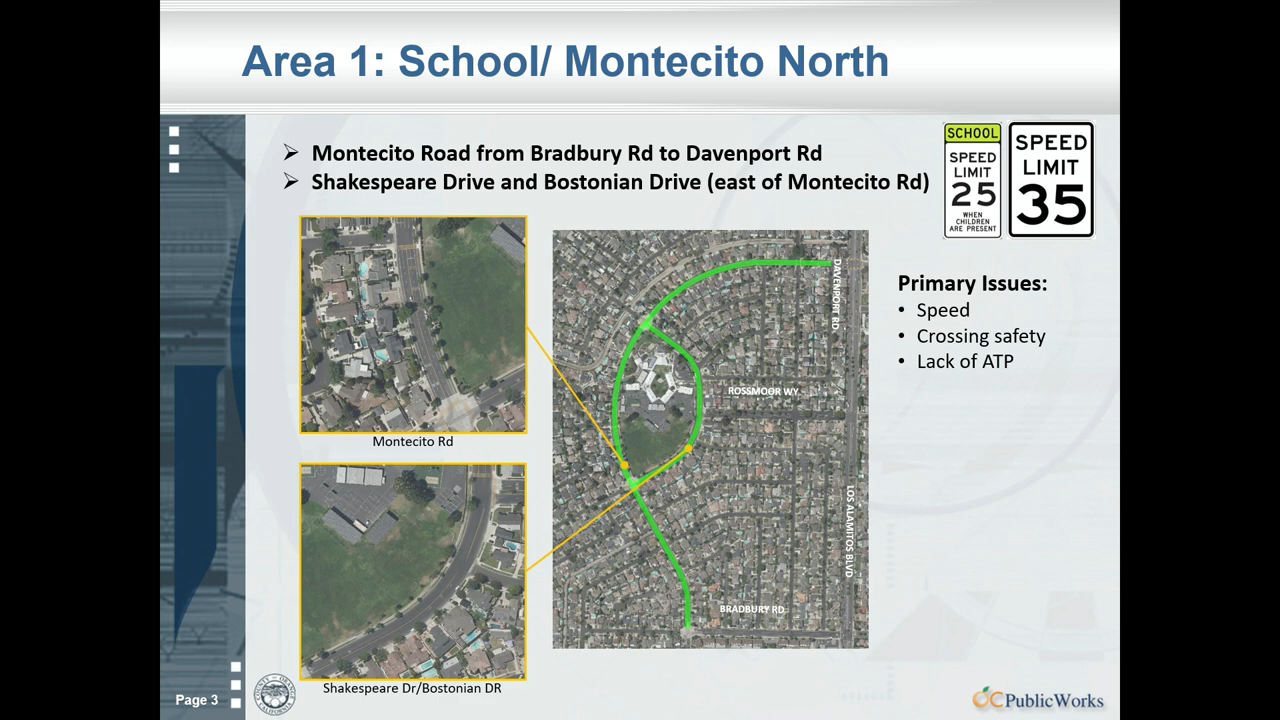 Area 1: School/ Montecito North
Montecito Road from Bradbury Rd to Davenport Rd
Shakespeare Drive and Bostonian Drive (east of Montecito Rd)
SCHOOL
SPEED
LIMIT
25
WHEN
CHILDREN
ARE PRESENT
SPEED
LIMIT
35
Montecito Rd
Shakespeare Dr/Bostonian DR
DAVENPORT RD
ROSSMOOR WY
LOS ALAMITOS BLVD
BRADBURY RD
Primary Issues:
• Speed
• Crossing safety
• Lack of ATP
Page 3
OCPublicWorks